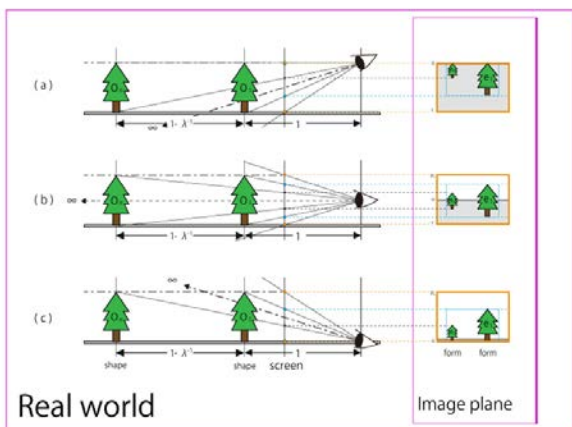 (a)
∞
1- λ⁻¹
1
(b)
∞
1- λ⁻¹
1
(c)
∞
1- λ⁻¹
1
shape
shape
screen
form
form
Real world
Image plane